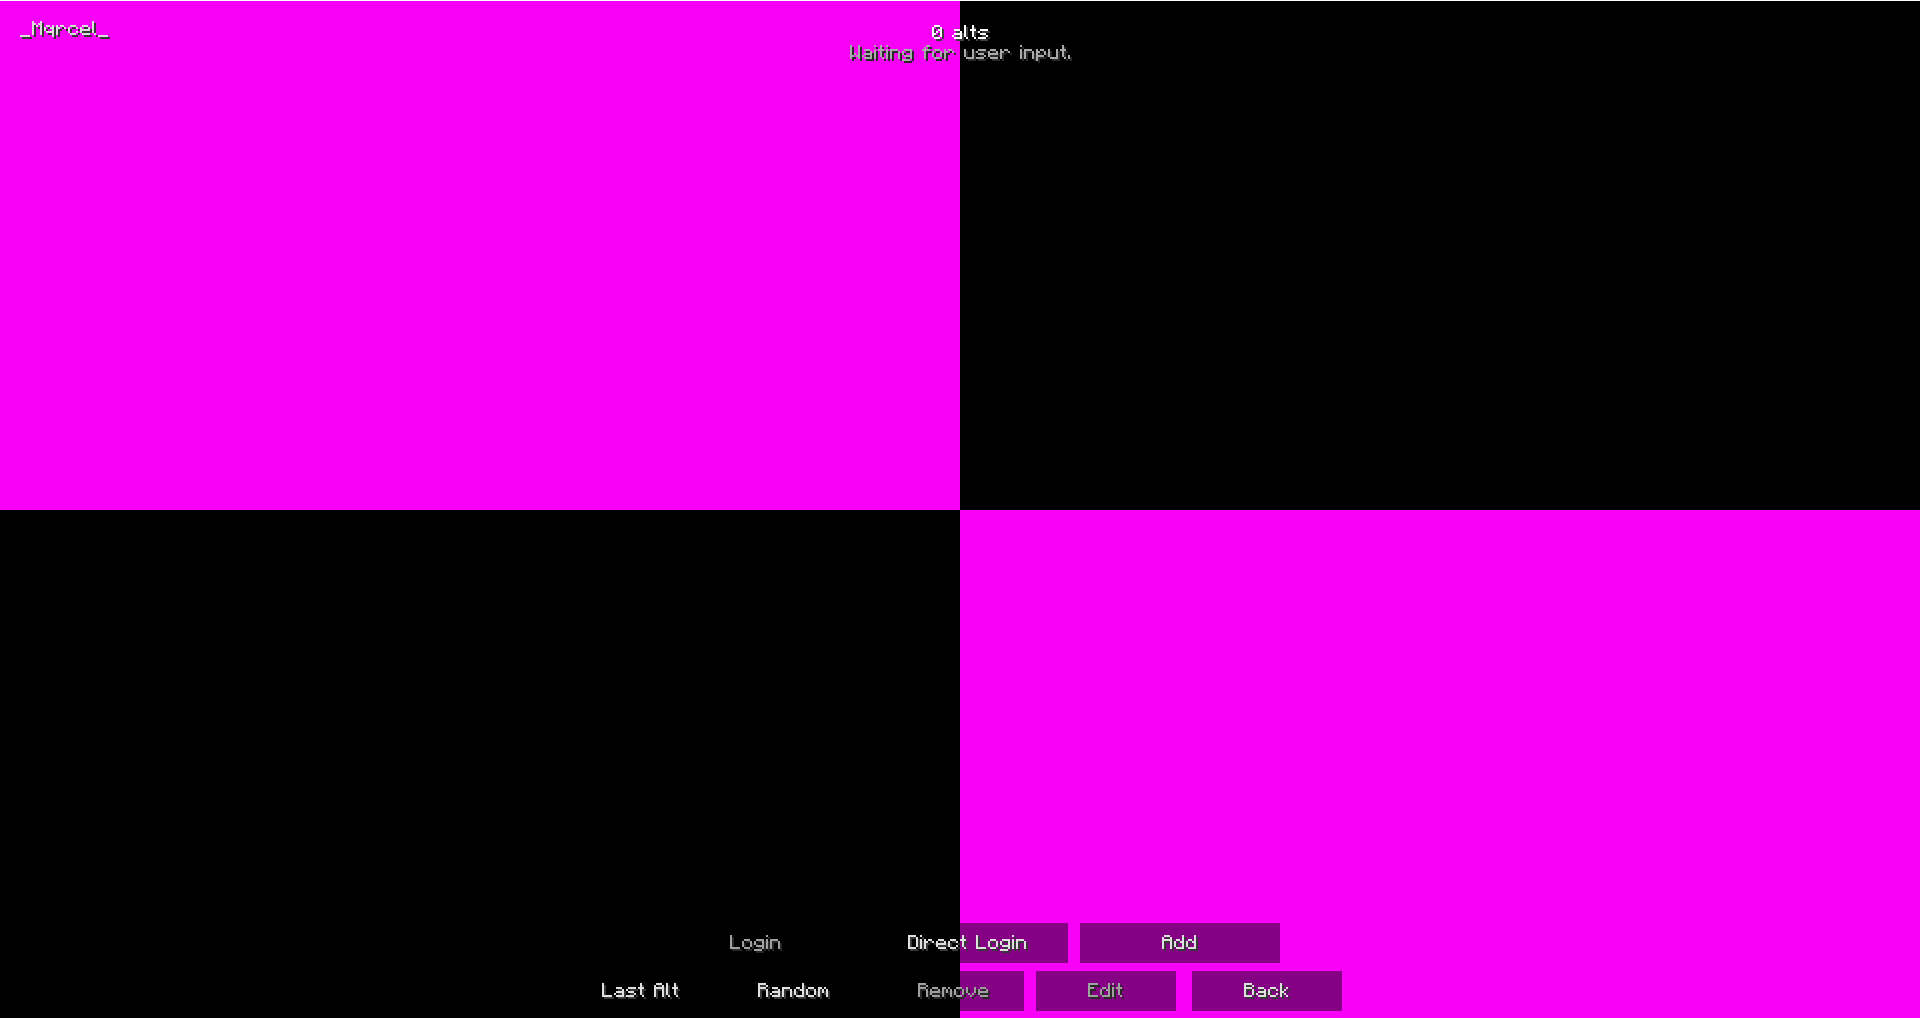 _Mqrcel_
0 alts
Waiting for user input.
Login Direct Login Add
Last Alt Random Remove Edit Back